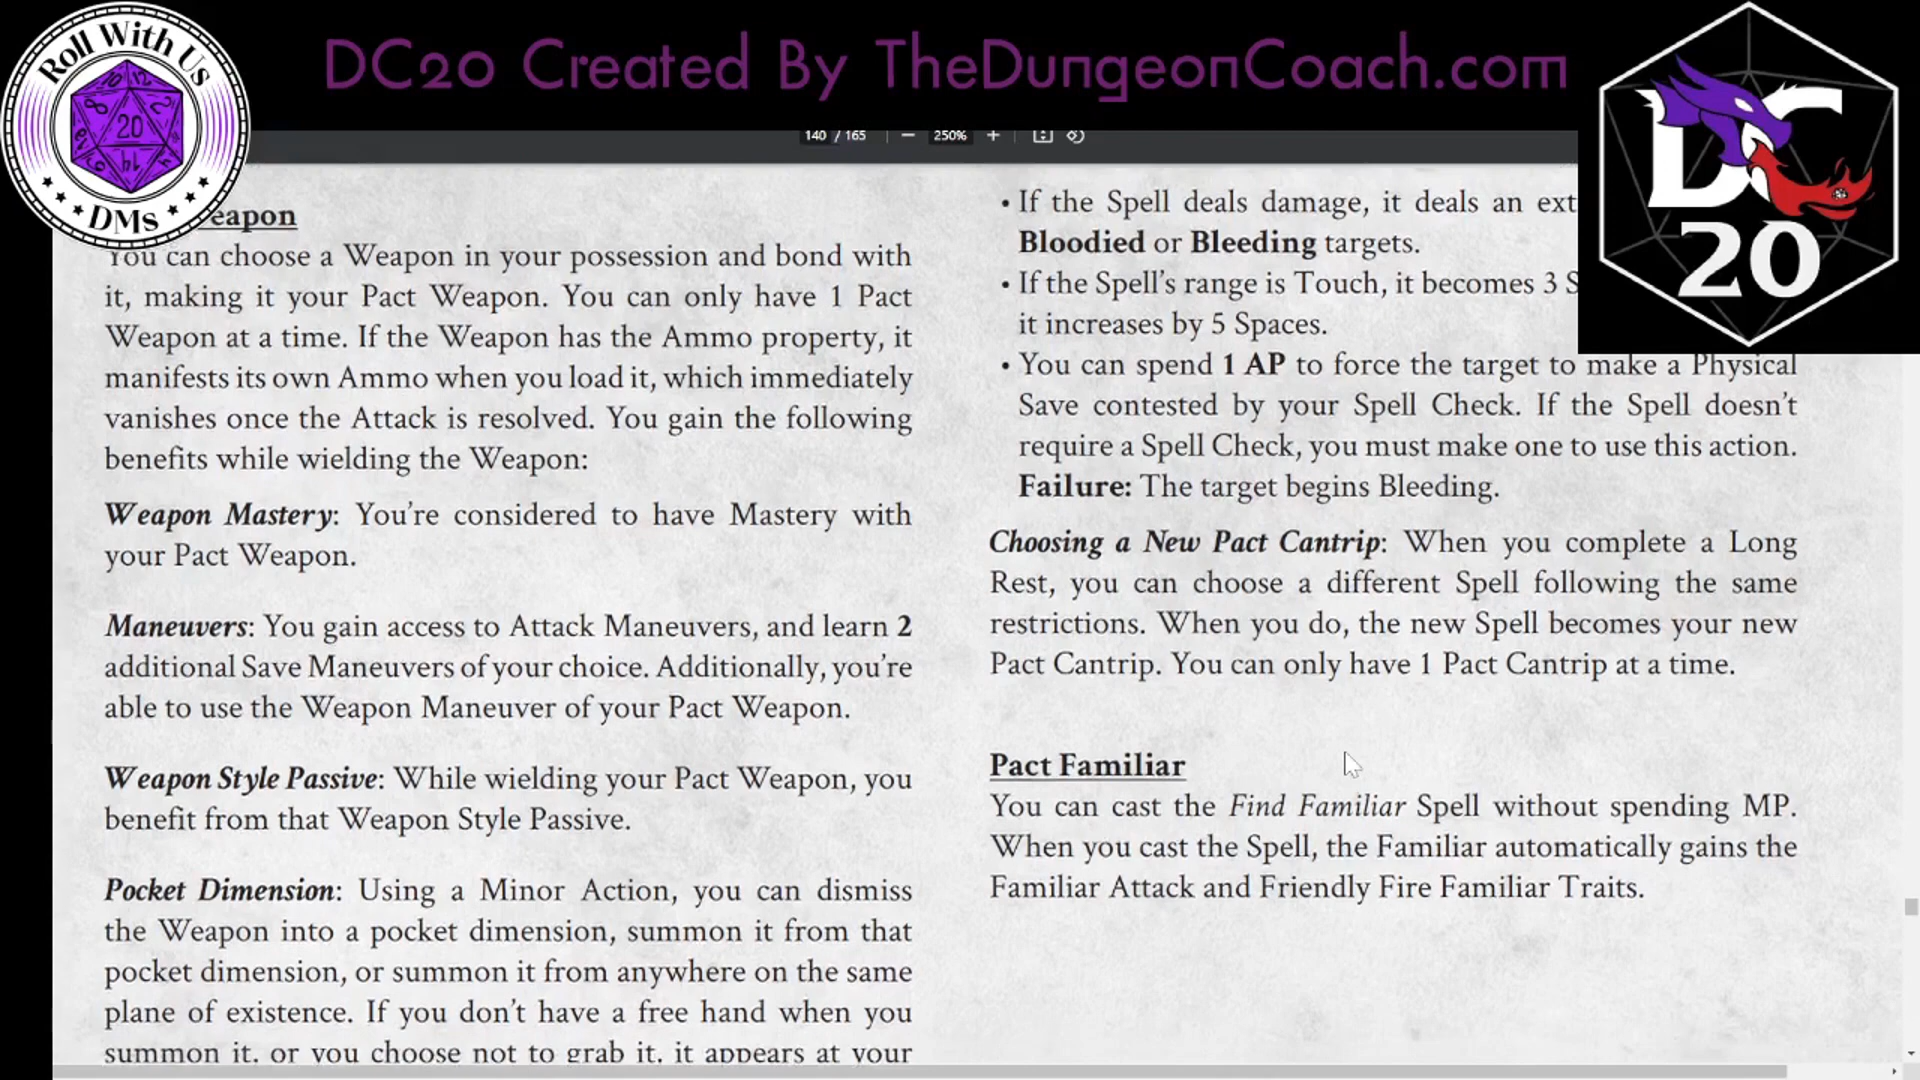 Roll With Us
20
DMs
DC20 Created By TheDungeonCoach.com
DC
20
140 / 165
250%
eapon
You can choose a Weapon in your possession and bond with
it, making it your Pact Weapon. You can only have 1 Pact
Weapon at a time. If the Weapon has the Ammo property, it
manifests its own Ammo when you load it, which immediately
vanishes once the Attack is resolved. You gain the following
benefits while wielding the Weapon:
Weapon Mastery: You're considered to have Mastery with
your Pact Weapon.
Maneuvers: You gain access to Attack Maneuvers, and learn 2
additional Save Maneuvers of your choice. Additionally, you're
able to use the Weapon Maneuver of your Pact Weapon.
Weapon Style Passive: While wielding your Pact Weapon, you
benefit from that Weapon Style Passive.
Pocket Dimension: Using a Minor Action, you can dismiss
the Weapon into a pocket dimension, summon it from that
pocket dimension, or summon it from anywhere on the same
plane of existence. If you don't have a free hand when you
summon it, or you choose not to grab it, it appears at your
• If the Spell deals damage, it deals an ext
Bloodied or Bleeding targets.
• If the Spell's range is Touch, it becomes 3 S
it increases by 5 Spaces.
• You can spend 1 AP to force the target to make a Physical
Save contested by your Spell Check. If the Spell doesn't
require a Spell Check, you must make one to use this action.
Failure: The target begins Bleeding.
Choosing a New Pact Cantrip: When you complete a Long
Rest, you can choose a different Spell following the same
restrictions. When you do, the new Spell becomes your new
Pact Cantrip. You can only have 1 Pact Cantrip at a time.
Pact Familiar
You can cast the Find Familiar Spell without spending MP.
When you cast the Spell, the Familiar automatically gains the
Familiar Attack and Friendly Fire Familiar Traits.